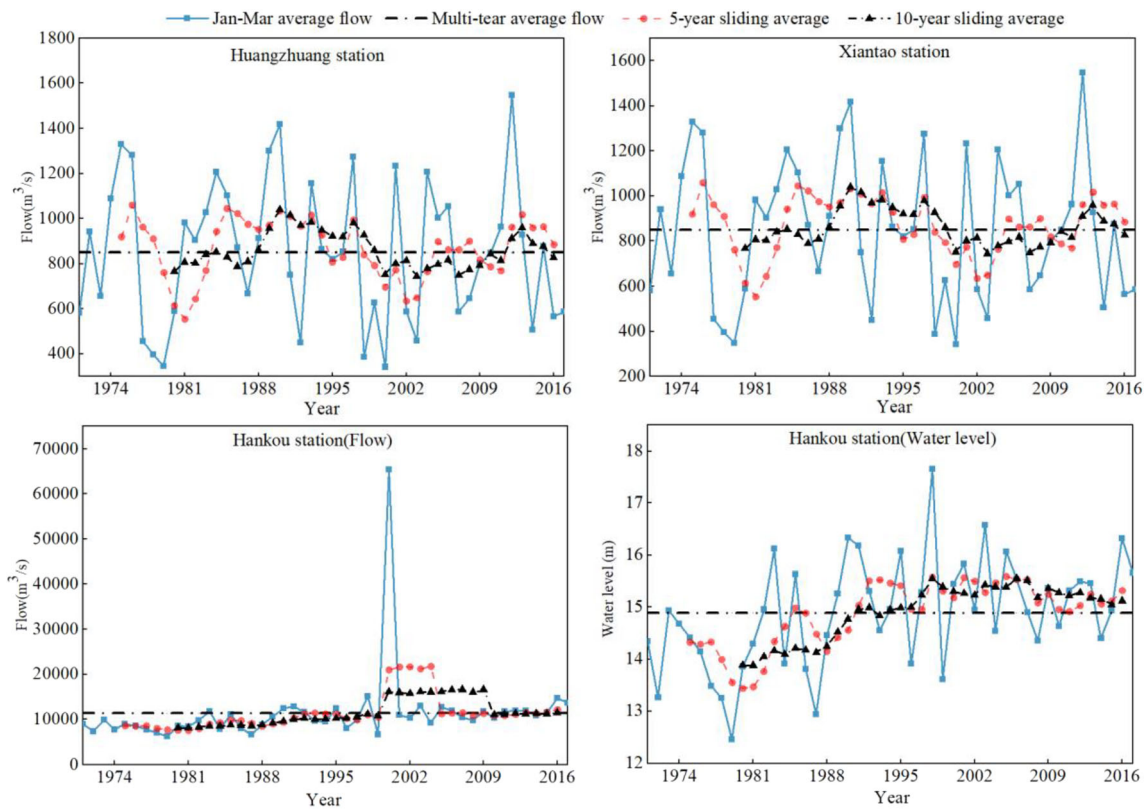 Jan-Mar average flow Multi-tear average flow 5-year sliding average 10-year sliding average
Huangzhuang station
Flow(m³/s)
1800
1600
1400
1200
1000
800
600
400
1974 1981 1988 1995 2002 2009 2016
Year
Xiantao station
Flow(m³/s)
1600
1400
1200
1000
800
600
400
200
1974 1981 1988 1995 2002 2009 2016
Year
Hankou station(Flow)
Flow(m³/s)
70000
60000
50000
40000
30000
20000
10000
0
1974 1981 1988 1995 2002 2009 2016
Year
Hankou station(Water level)
Water level (m)
18
17
16
15
14
13
12
1974 1981 1988 1995 2002 2009 2016
Year